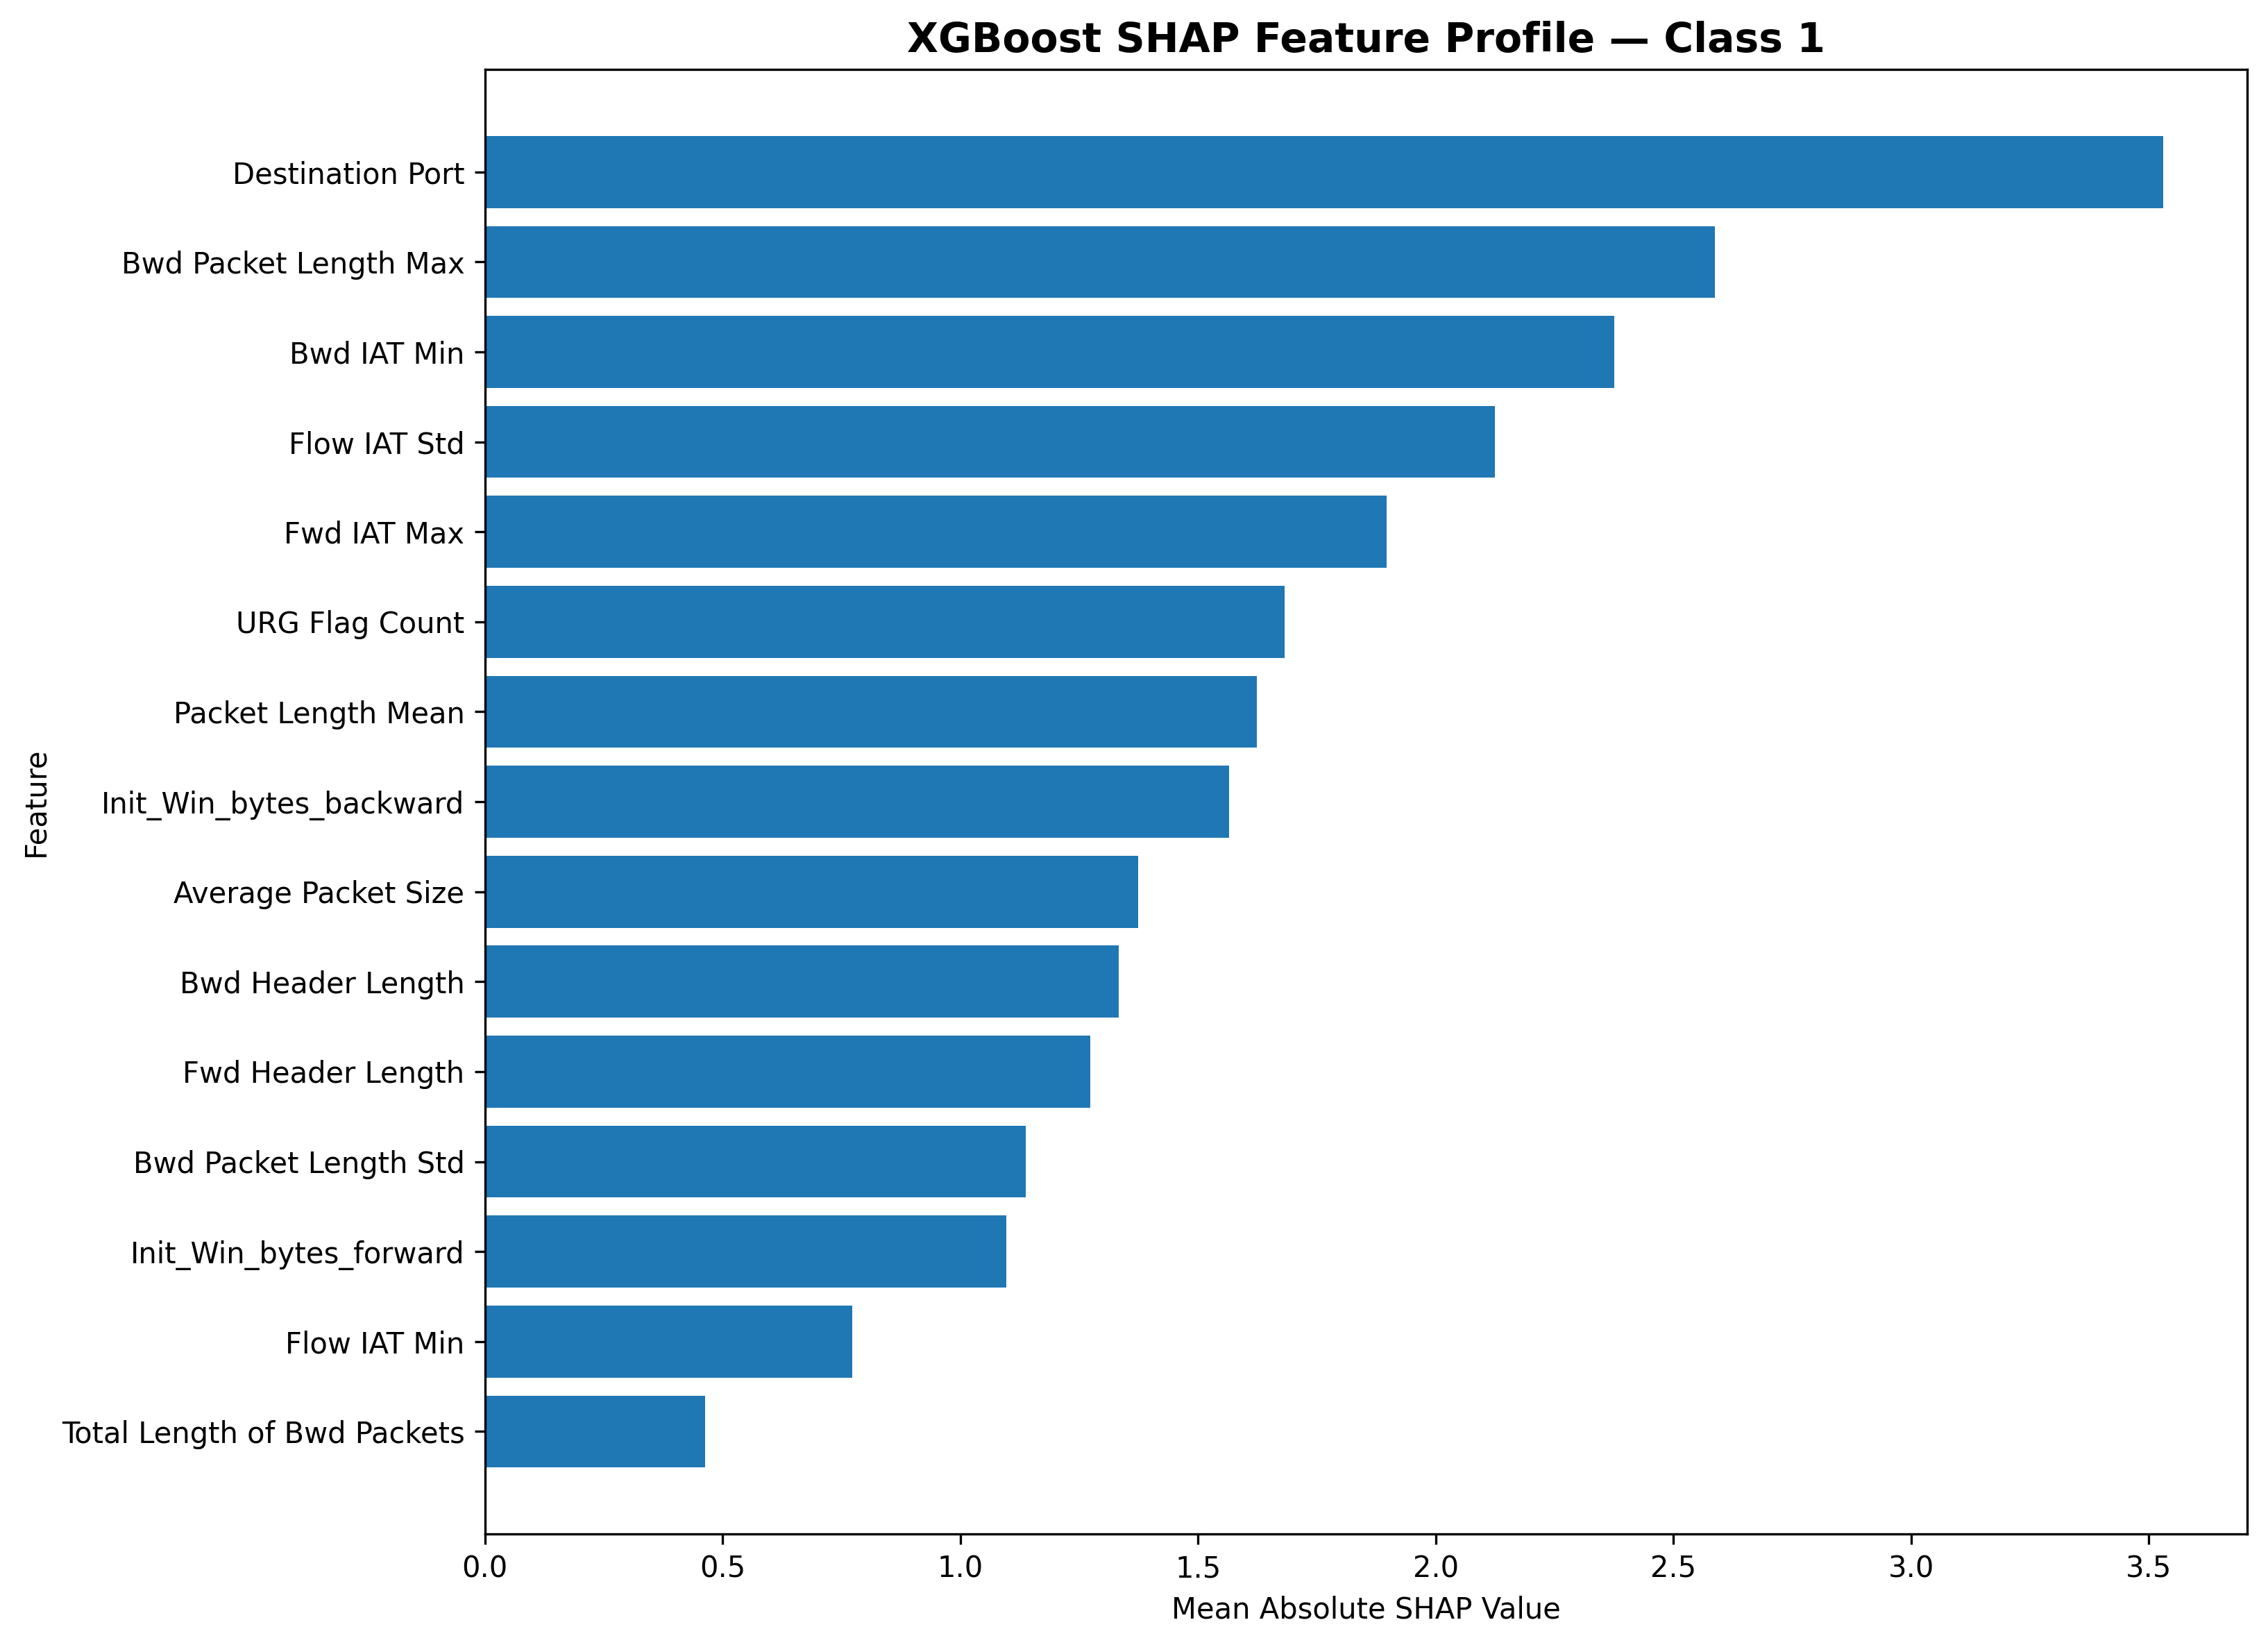 XGBoost SHAP Feature Profile — Class 1
Feature
Destination Port
Bwd Packet Length Max
Bwd IAT Min
Flow IAT Std
Fwd IAT Max
URG Flag Count
Packet Length Mean
Init_Win_bytes_backward
Average Packet Size
Bwd Header Length
Fwd Header Length
Bwd Packet Length Std
Init_Win_bytes_forward
Flow IAT Min
Total Length of Bwd Packets
0.0 0.5 1.0 1.5 2.0 2.5 3.0 3.5
Mean Absolute SHAP Value